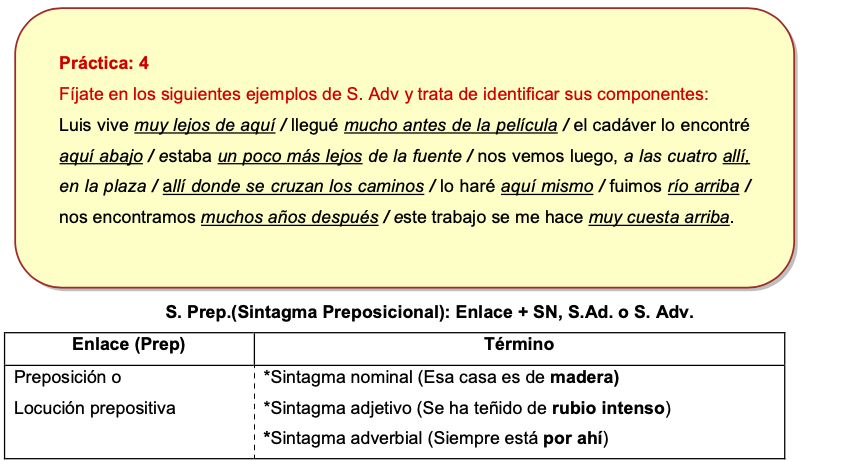 Práctica: 4
Fíjate en los siguientes ejemplos de S. Adv y trata de identificar sus componentes:
Luis vive muy lejos de aquí / llegué mucho antes de la película / el cadáver lo encontré
aquí abajo / estaba un poco más lejos de la fuente / nos vemos luego, a las cuatro allí,
en la plaza / allí donde se cruzan los caminos / lo haré aquí mismo / fuimos río arriba /
nos encontramos muchos años después / este trabajo se me hace muy cuesta arriba.
S. Prep.(Sintagma Preposicional): Enlace + SN, S.Ad. o S. Adv.
Enlace (Prep) Término
Preposición o *Sintagma nominal (Esa casa es de madera)
Locución prepositiva *Sintagma adjetivo (Se ha teñido de rubio intenso)
*Sintagma adverbial (Siempre está por ahí)